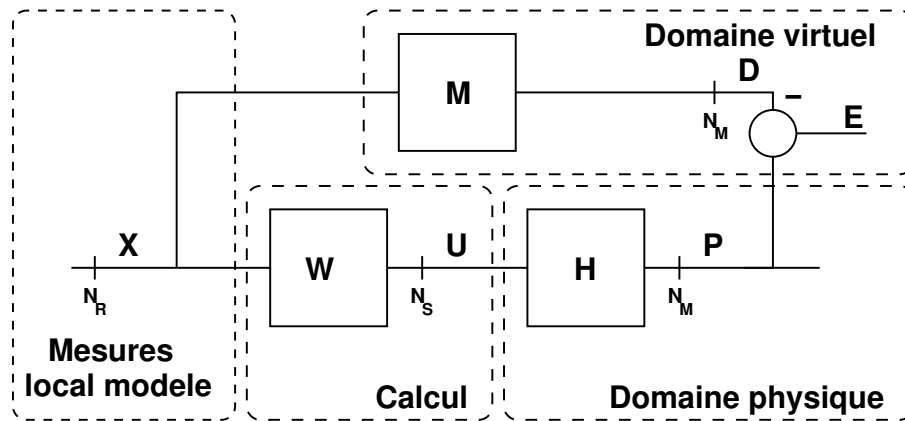 Domaine virtuel
D
M
−
N_M
E
X
W
U
H
P
N_R
N_S
N_M
Mesures
local modele
Calcul
Domaine physique